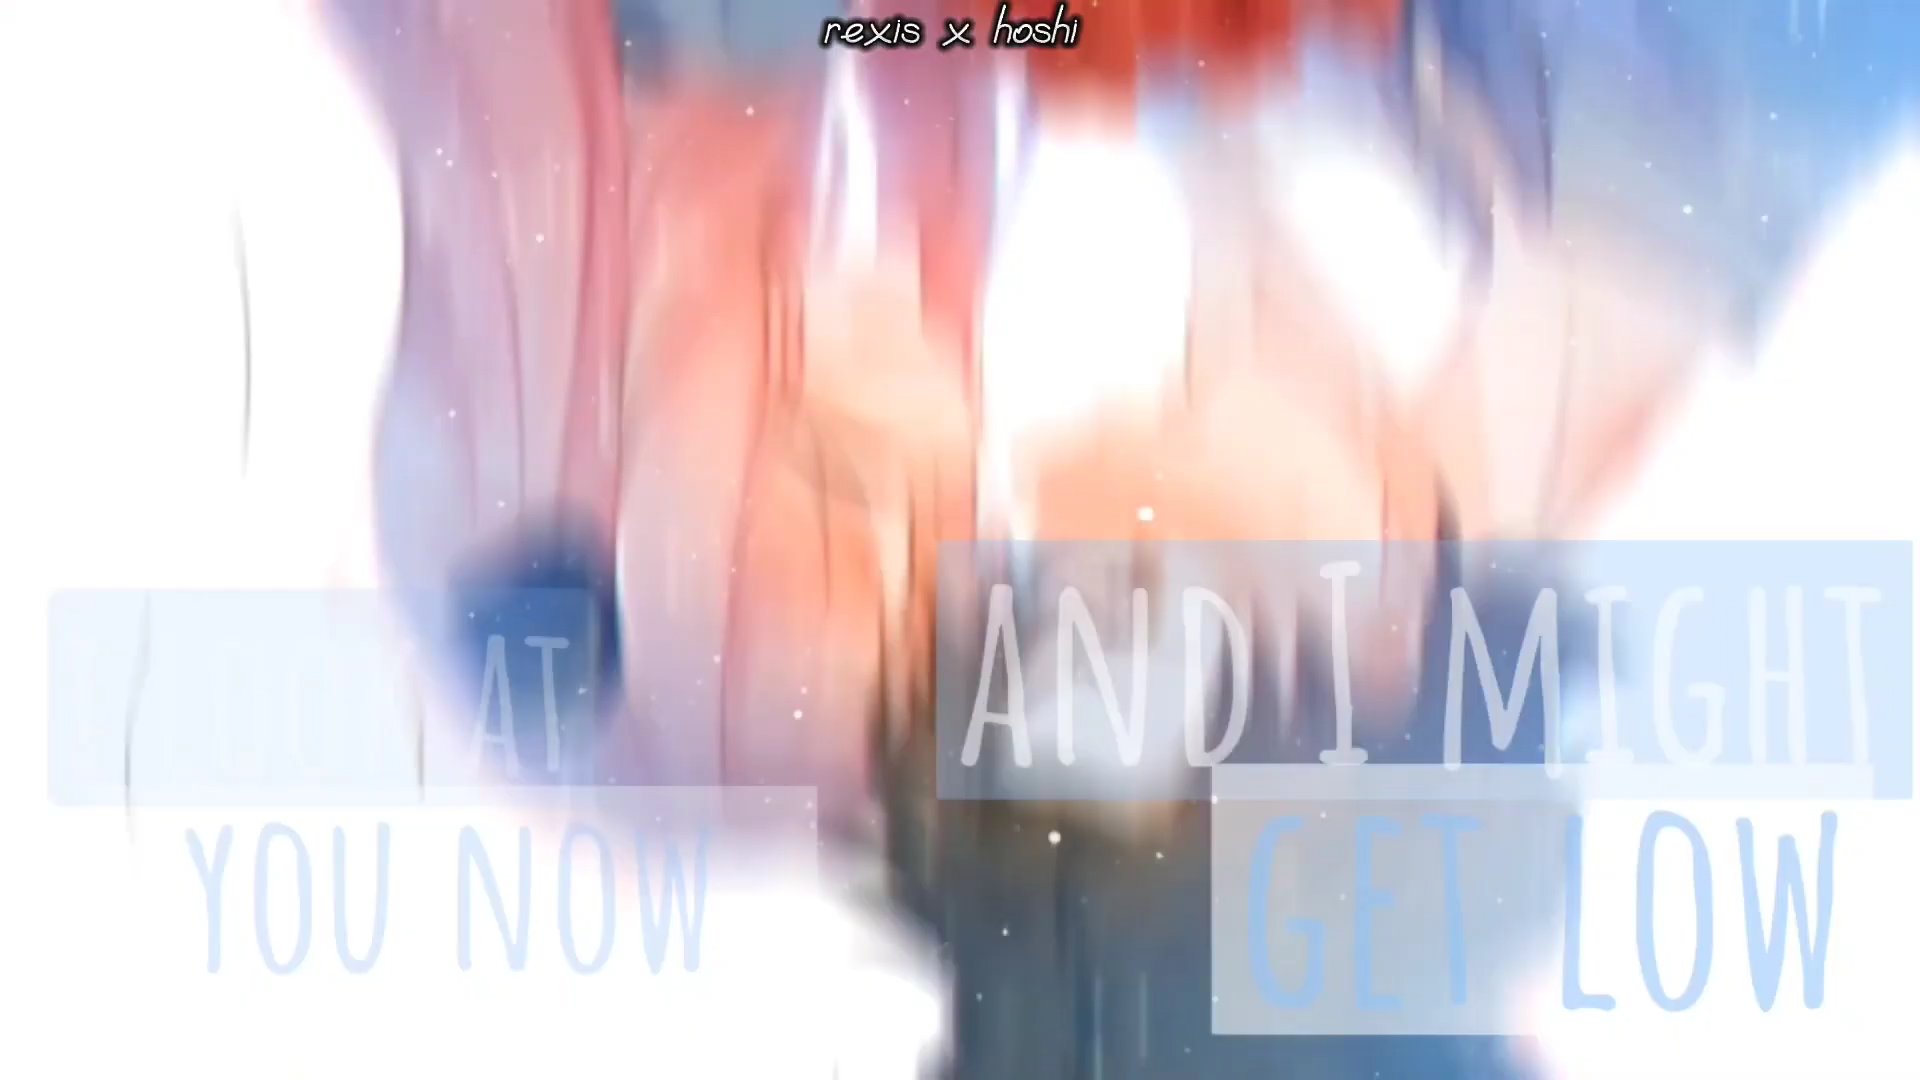 rexis x hoshi
AT
YOU NOW
AND I MIGHT
GET LOW